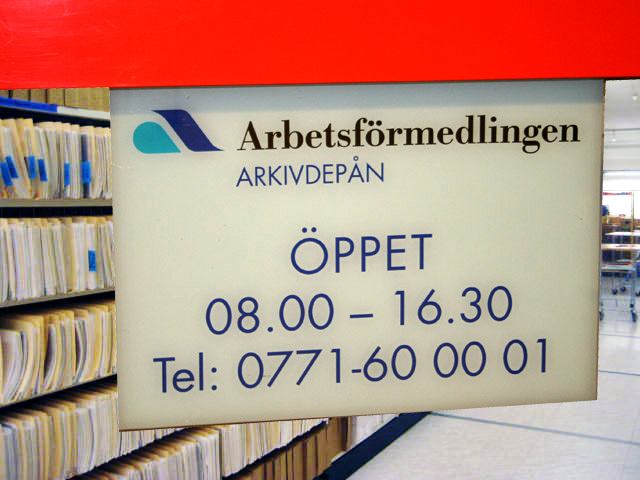 Arbetsförmedlingen
ARKIVDEPÅN
ÖPPET
08.00 – 16.30
Tel: 0771-60 00 01